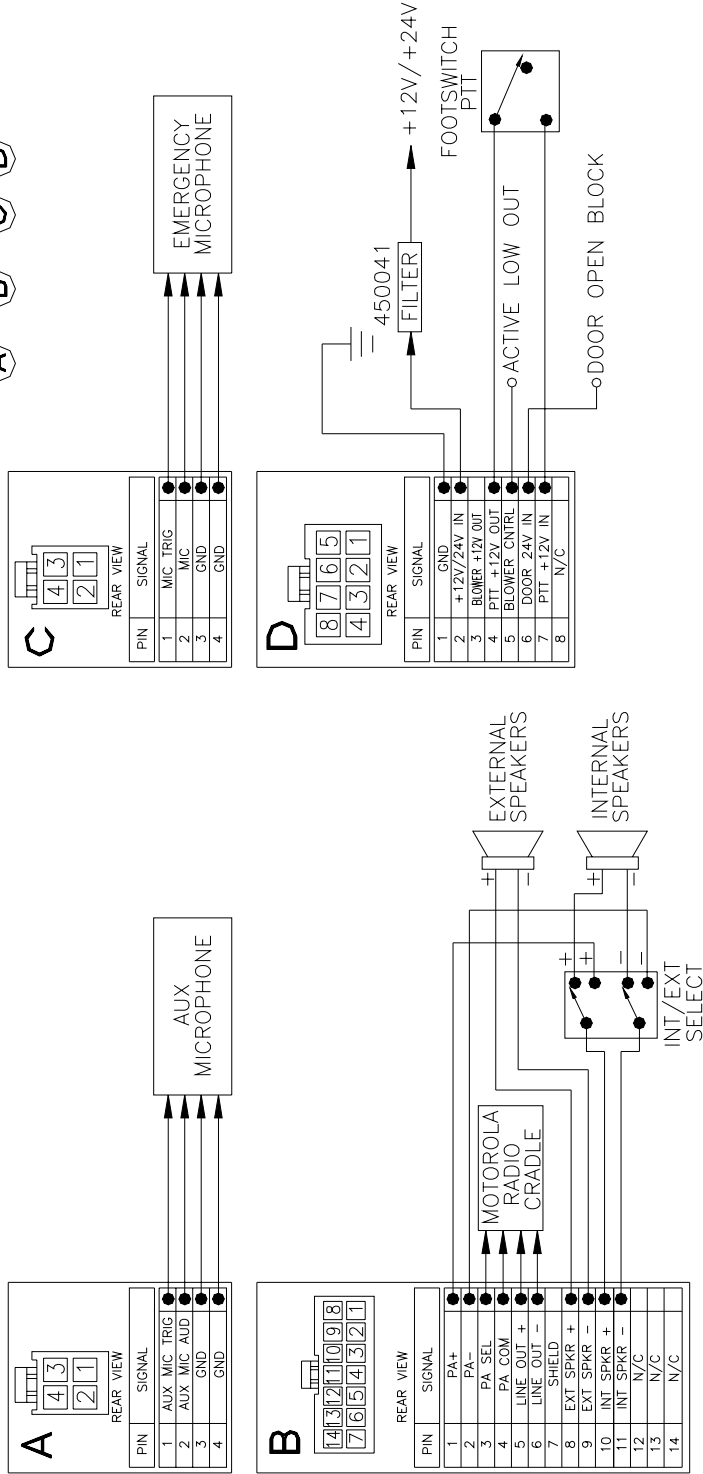 A B C D
A
4 3
2 1
REAR VIEW
PIN SIGNAL
1 AUX MIC TRIG
2 AUX MIC AUD
3 GND
4 GND
AUX
MICROPHONE
C
4 3
2 1
REAR VIEW
PIN SIGNAL
1 MIC TRIG
2 MIC
3 GND
4 GND
EMERGENCY
MICROPHONE
B
14 13 12 11 10 9 8
7 6 5 4 3 2 1
REAR VIEW
PIN SIGNAL
1 PA+
2 PA-
3 PA SEL
4 PA COM
5 LINE OUT +
6 LINE OUT -
7 SHIELD
8 EXT SPKR +
9 EXT SPKR -
10 INT SPKR +
11 INT SPKR -
12 N/C
13 N/C
14 N/C
MOTOROLA
RADIO
CRADLE
+ -
EXTERNAL
SPEAKERS
+ -
INTERNAL
SPEAKERS
+ + - -
INT/EXT
SELECT
D
8 7 6 5
4 3 2 1
REAR VIEW
PIN SIGNAL
1 GND
2 +12V/24V IN
3 BLOWER +12V OUT
4 PTT +12V OUT
5 BLOWER CNTRL
6 DOOR 24V IN
7 PTT +12V IN
8 N/C
450041
FILTER
+12V/+24V
FOOTSWITCH
PTT
ACTIVE LOW OUT
DOOR OPEN BLOCK